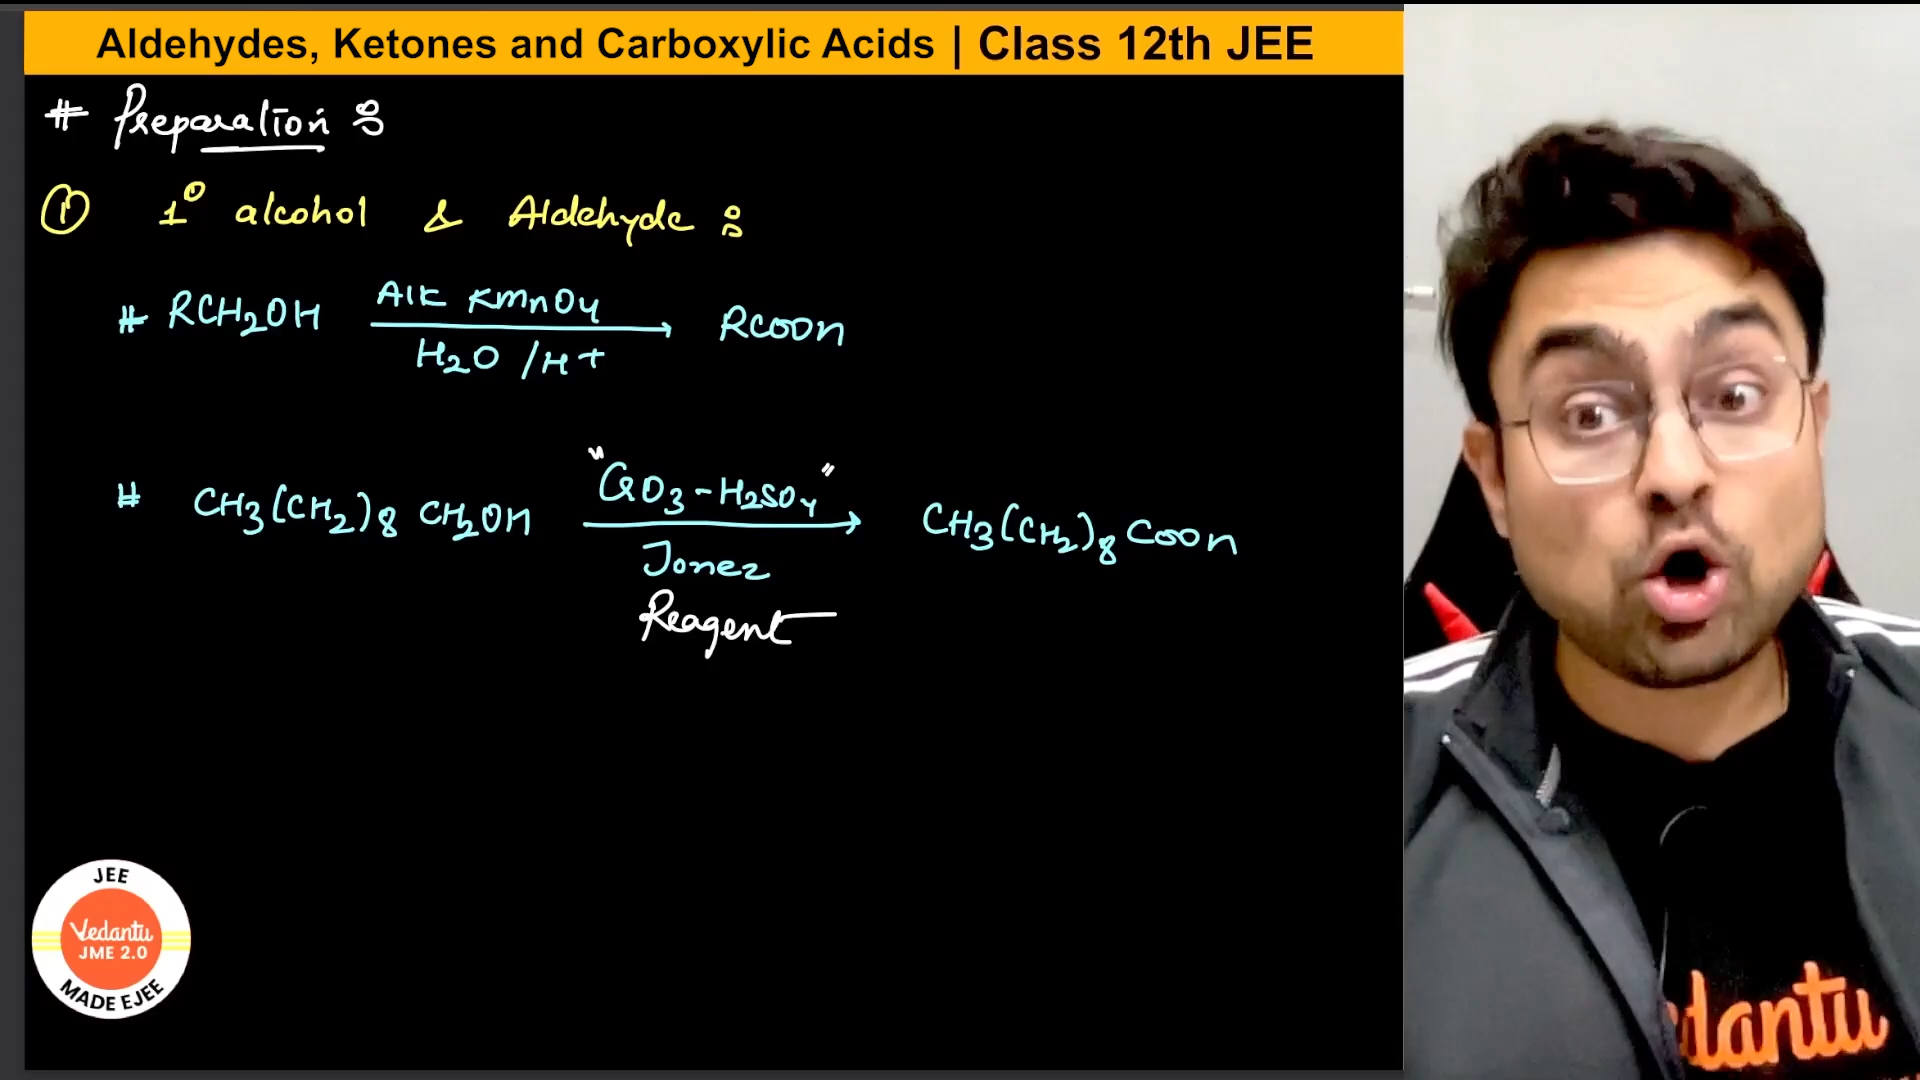 Aldehydes, Ketones and Carboxylic Acids | Class 12th JEE
# Preparation :
① 1° alcohol & Aldehyde :
# RCH2OH
Alk KMnO4
H2O /H+
RCOOH
# CH3(CH2)8 CH2OH
"CrO3-H2SO4"
Jones
Reagent
CH3(CH2)8 COOH
JEE
Vedantu
JME 2.0
MADE EJEE
dantu